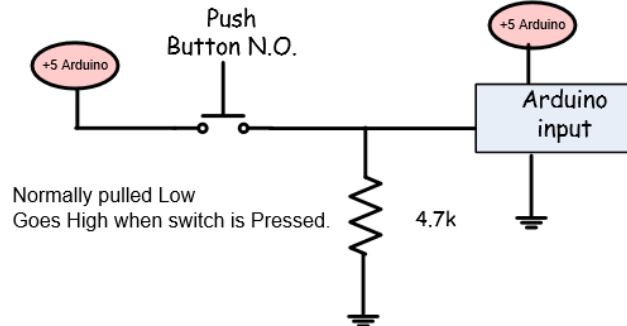 Push
Button N.O.
+5 Arduino
+5 Arduino
Arduino
input
Normally pulled Low
Goes High when switch is Pressed.
4.7k